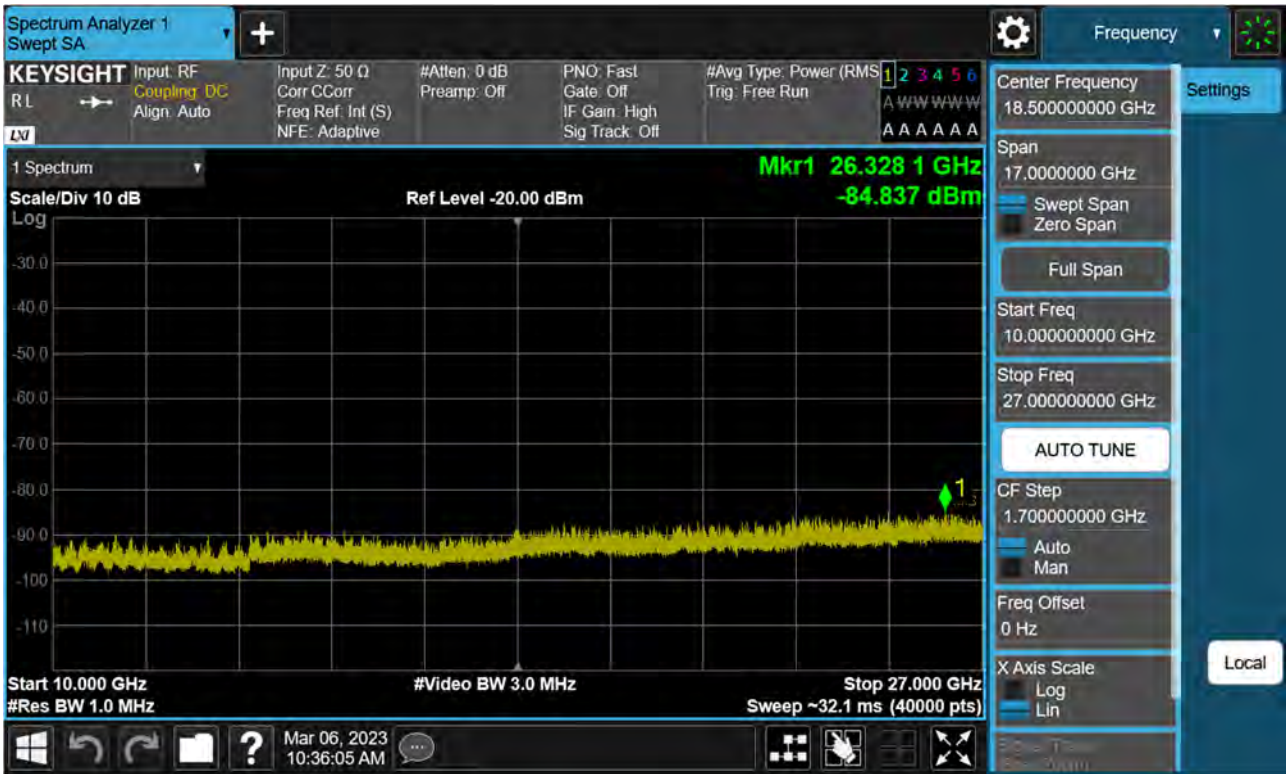 Spectrum Analyzer 1
Swept SA
+
Frequency
KEYSIGHT
R L
LXI
Input: RF
Coupling: DC
Align: Auto
Input Z: 50 Ω
Corr CCorr
Freq Ref: Int (S)
NFE: Adaptive
#Atten: 0 dB
Preamp: Off
PNO: Fast
Gate: Off
IF Gain: High
Sig Track: Off
#Avg Type: Power (RMS
Trig: Free Run
1 2 3 4 5 6
A W W W W W
A A A A A A
1 Spectrum
Scale/Div 10 dB
Ref Level -20.00 dBm
Mkr1 26.328 1 GHz
-84.837 dBm
Log
-30.0
-40.0
-50.0
-60.0
-70.0
-80.0
-90.0
-100
-110
1
Start 10.000 GHz
#Res BW 1.0 MHz
#Video BW 3.0 MHz
Stop 27.000 GHz
Sweep ~32.1 ms (40000 pts)
Center Frequency
18.500000000 GHz
Span
17.0000000 GHz
Swept Span
Zero Span
Full Span
Start Freq
10.000000000 GHz
Stop Freq
27.000000000 GHz
AUTO TUNE
CF Step
1.700000000 GHz
Auto
Man
Freq Offset
0 Hz
X Axis Scale
Log
Lin
Settings
Local
?
Mar 06, 2023
10:36:05 AM